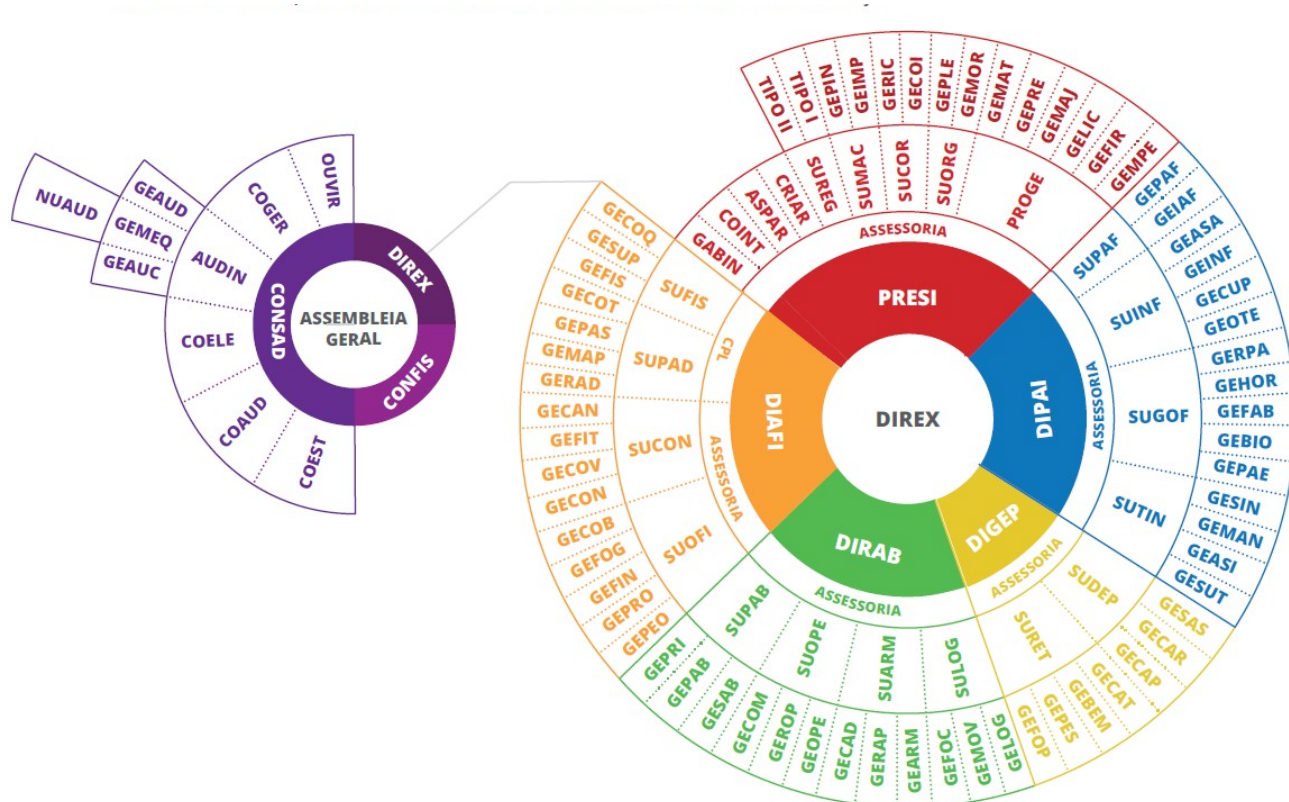 ASSEMBLEIA
GERAL
DIREX
CONFIS
CONSAD
OUVIR
COGER
AUDIN
COELE
COAUD
COEST
GEAUD
GEMEQ
GEAUC
NUAUD
DIREX
PRESI
ASSESSORIA
GABIN
COINT
ASPAR
CRIAR
SUREG
SUMAC
SUCOR
SUORG
PROGE
TIPO II
TIPO I
GEPIN
GEIMP
GERIC
GECOI
GEPLE
GEMOR
GEMAT
GEPRE
GEMAJ
GELIC
GEFIR
GEMPE
DIPAI
ASSESSORIA
SUPAF
SUINF
SUGOF
SUTIN
GEPAF
GEIAF
GEASA
GEINF
GECUP
GEOTE
GERPA
GEHOR
GEFAB
GEBIO
GEPAE
GESIN
GEMAN
GEASI
GESUT
DIGEP
ASSESSORIA
SUDEP
SURET
GESAS
GECAR
GECAP
GECAT
GEBEM
GEPES
GEFOP
DIRAB
ASSESSORIA
SUPAB
SUOPE
SUARM
SULOG
GEPRI
GEPAB
GESAB
GECOM
GEROP
GEOPE
GECAD
GERAP
GEARM
GEFOC
GEMOV
GELOG
DIAFI
CPL
ASSESSORIA
SUFIS
SUPAD
SUCON
SUOFI
GECOQ
GESUP
GEFIS
GECOT
GEPAS
GEMAP
GERAD
GECAN
GEFIT
GECOV
GECON
GECOB
GEFOG
GEFIN
GEPRO
GEPEO